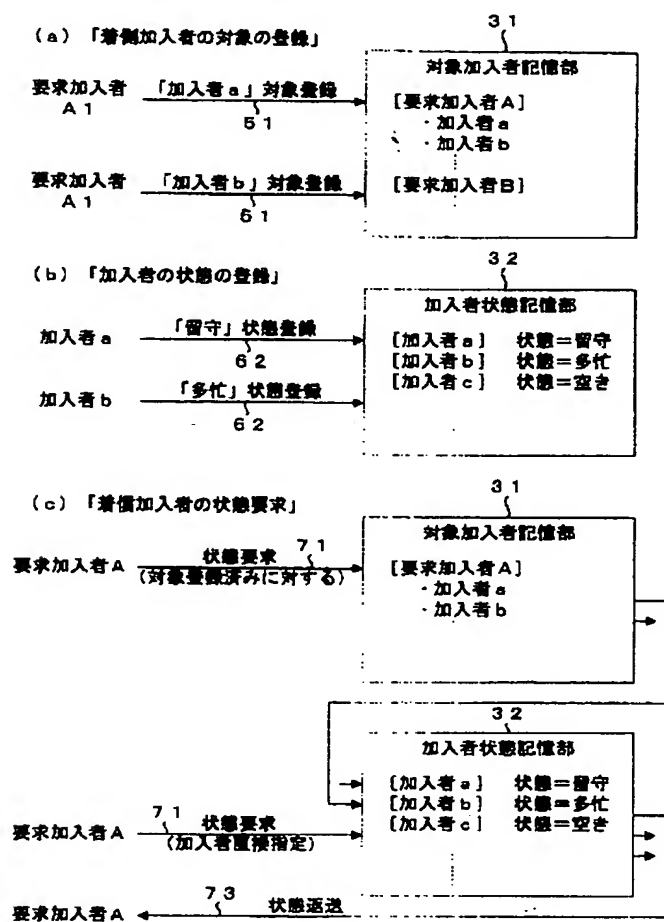 (a)「着側加入者の対象の登録」
31
対象加入者記憶部
要求加入者
A1
「加入者a」対象登録
61
[要求加入者A]
・加入者a
・加入者b
要求加入者
A1
「加入者b」対象登録
61
[要求加入者B]
(b)「加入者の状態の登録」
32
加入者状態記憶部
加入者a
「留守」状態登録
62
[加入者a] 状態=留守
[加入者b] 状態=多忙
[加入者c] 状態=空き
加入者b
「多忙」状態登録
62
(c)「着信加入者の状態要求」
31
対象加入者記憶部
要求加入者A
状態要求
71
(対象登録済みに対する)
[要求加入者A]
・加入者a
・加入者b
32
加入者状態記憶部
[加入者a] 状態=留守
[加入者b] 状態=多忙
[加入者c] 状態=空き
要求加入者A
71
状態要求
(加入者直接指定)
73
状態返送
要求加入者A